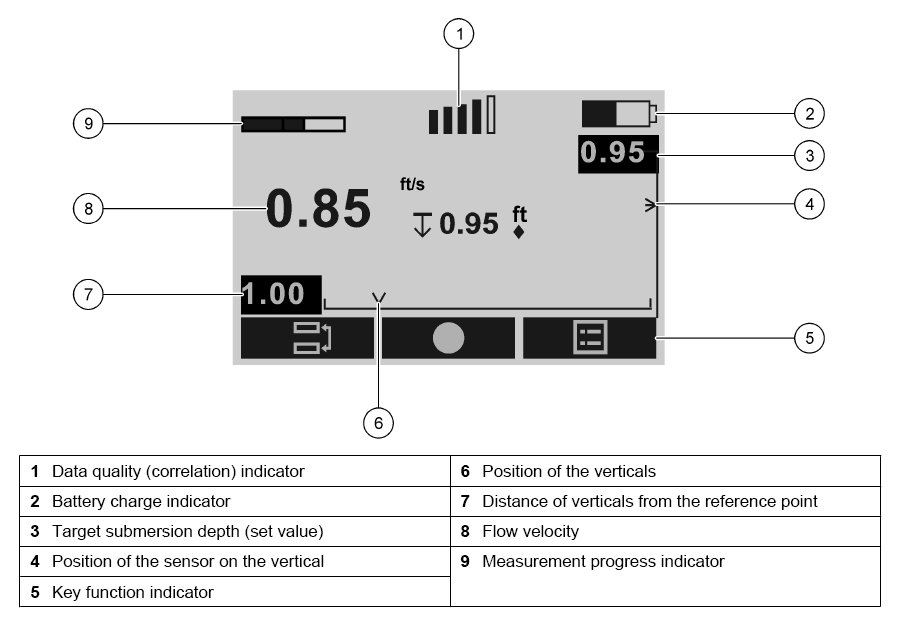 1
2
9
0.95
3
ft/s
0.85
0.95 ft
4
8
1.00
7
5
6
1 Data quality (correlation) indicator
6 Position of the verticals
2 Battery charge indicator
7 Distance of verticals from the reference point
3 Target submersion depth (set value)
8 Flow velocity
4 Position of the sensor on the vertical
9 Measurement progress indicator
5 Key function indicator